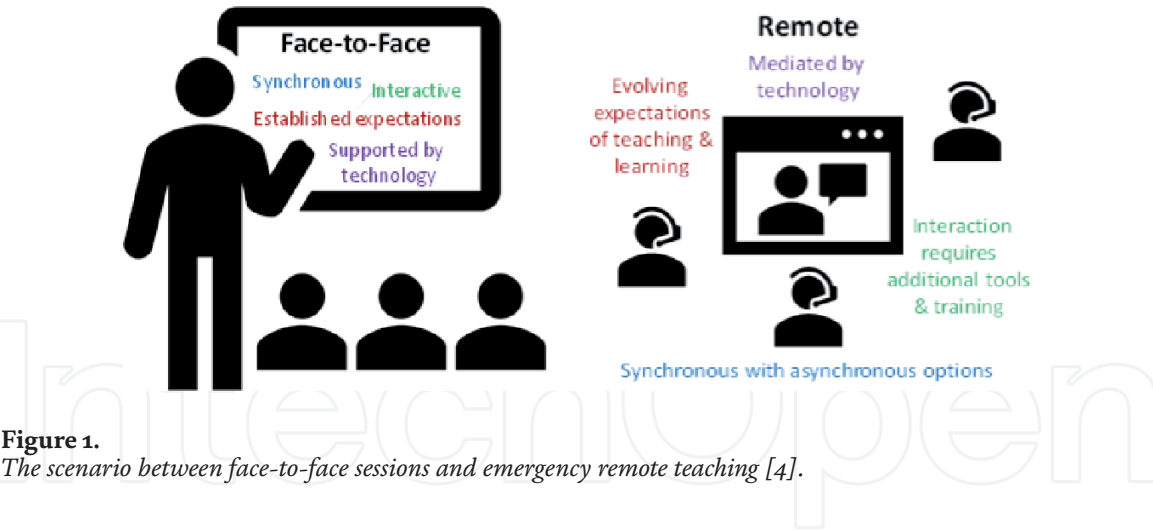 Face-to-Face
Synchronous
Interactive
Established expectations
Supported by
technology
Remote
Mediated by
technology
Evolving
expectations
of teaching &
learning
Interaction
requires
additional tools
& training
Synchronous with asynchronous options
IntechOpen
Figure 1.
The scenario between face-to-face sessions and emergency remote teaching [4].